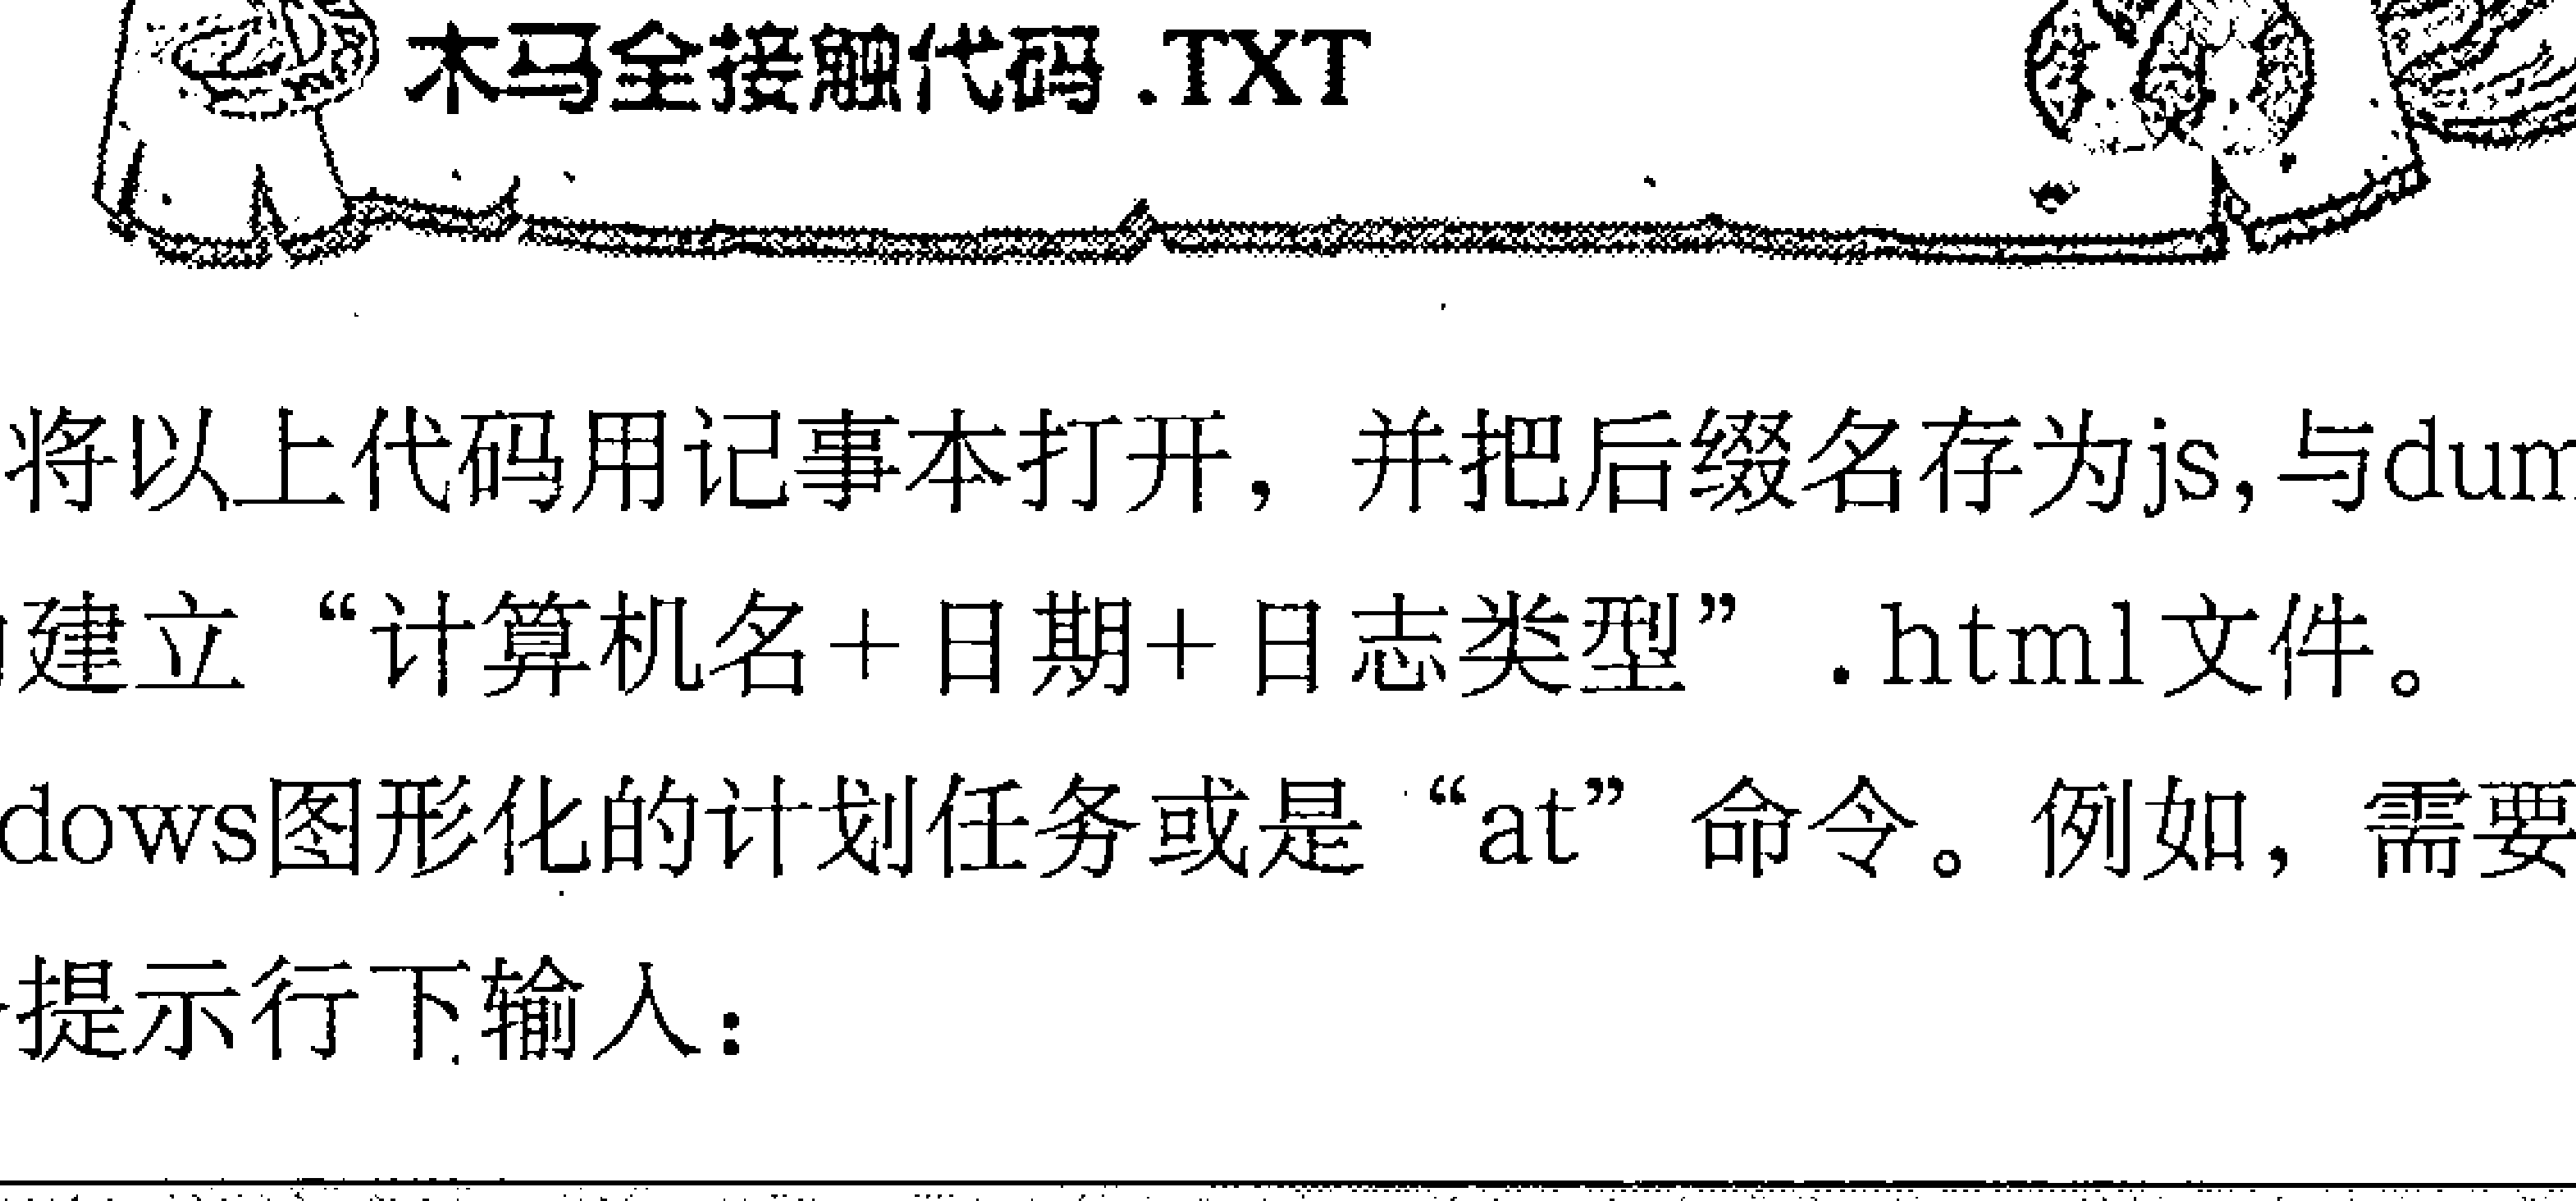 木马全接触代码.TXT
将以上代码用记事本打开，并把后缀名存为js,与dum
建立“计算机名+日期+日志类型”.html文件。
dows图形化的计划任务或是“at”命令。例如，需要
提示行下输入：